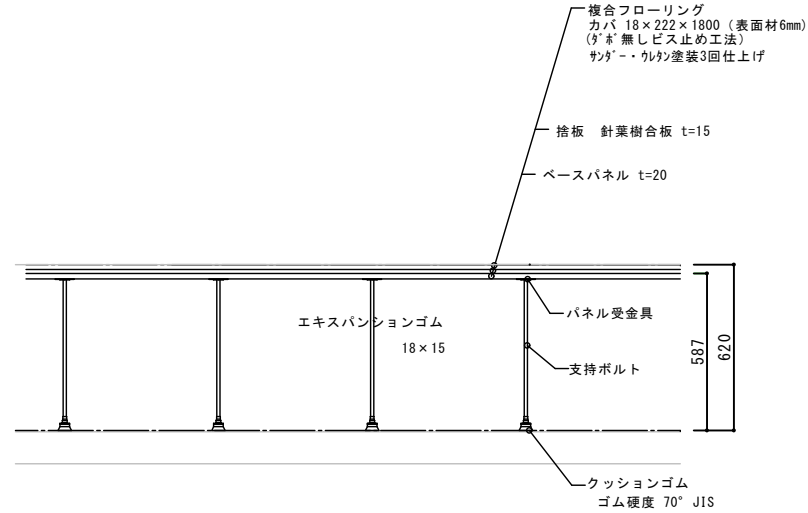 複合フローリング
カバ 18×222×1800 (表面材6mm)
(ﾀﾞﾎﾞ無しビス止め工法)
ｻﾝﾀﾞｰ・ｳﾚﾀﾝ塗装3回仕上げ
捨板 針葉樹合板 t=15
ベースパネル t=20
エキスパンションゴム
18×15
パネル受金具
支持ボルト
587
620
クッションゴム
ゴム硬度 70° JIS